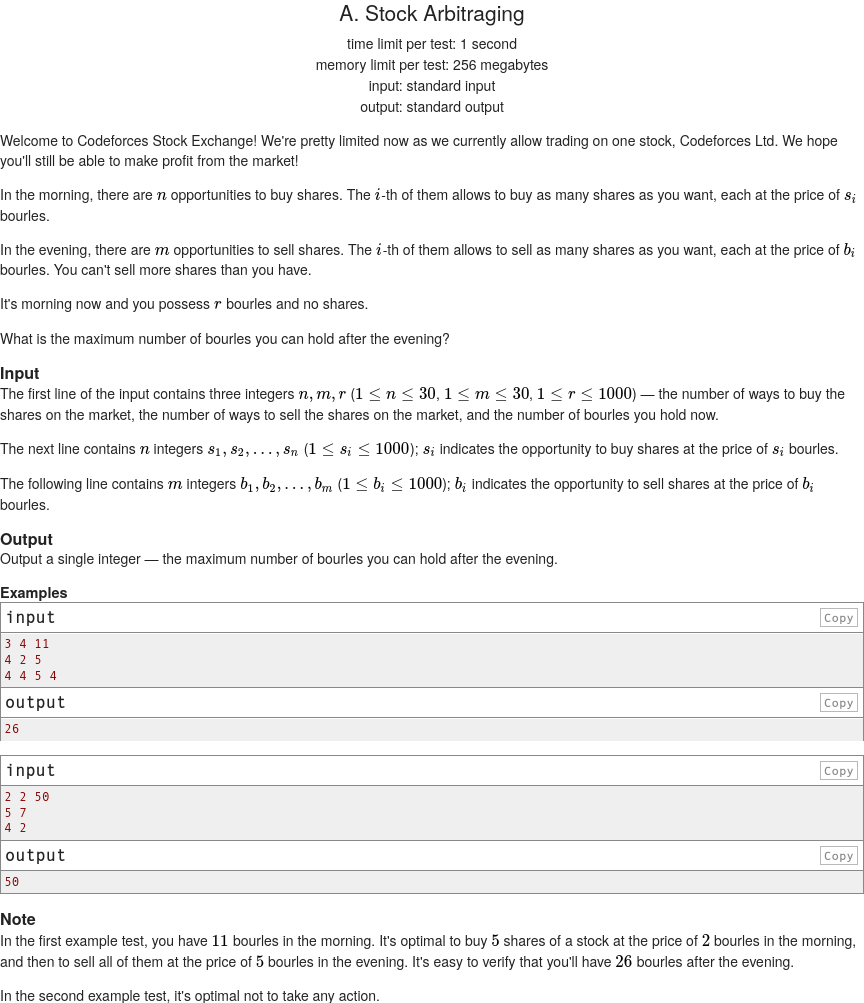 A. Stock Arbitraging
time limit per test: 1 second
memory limit per test: 256 megabytes
input: standard input
output: standard output
Welcome to Codeforces Stock Exchange! We're pretty limited now as we currently allow trading on one stock, Codeforces Ltd. We hope
you'll still be able to make profit from the market!
In the morning, there are n opportunities to buy shares. The i-th of them allows to buy as many shares as you want, each at the price of s_i
bourles.
In the evening, there are m opportunities to sell shares. The i-th of them allows to sell as many shares as you want, each at the price of b_i
bourles. You can't sell more shares than you have.
It's morning now and you possess r bourles and no shares.
What is the maximum number of bourles you can hold after the evening?
Input
The first line of the input contains three integers n, m, r (1 ≤ n ≤ 30, 1 ≤ m ≤ 30, 1 ≤ r ≤ 1000) — the number of ways to buy the
shares on the market, the number of ways to sell the shares on the market, and the number of bourles you hold now.
The next line contains n integers s_1, s_2, …, s_n (1 ≤ s_i ≤ 1000); s_i indicates the opportunity to buy shares at the price of s_i bourles.
The following line contains m integers b_1, b_2, …, b_m (1 ≤ b_i ≤ 1000); b_i indicates the opportunity to sell shares at the price of b_i
bourles.
Output
Output a single integer — the maximum number of bourles you can hold after the evening.
Examples
input Copy
3 4 11
4 2 5
4 4 5 4
output Copy
26
input Copy
2 2 50
5 7
4 2
output Copy
50
Note
In the first example test, you have 11 bourles in the morning. It's optimal to buy 5 shares of a stock at the price of 2 bourles in the morning,
and then to sell all of them at the price of 5 bourles in the evening. It's easy to verify that you'll have 26 bourles after the evening.
In the second example test, it's optimal not to take any action.